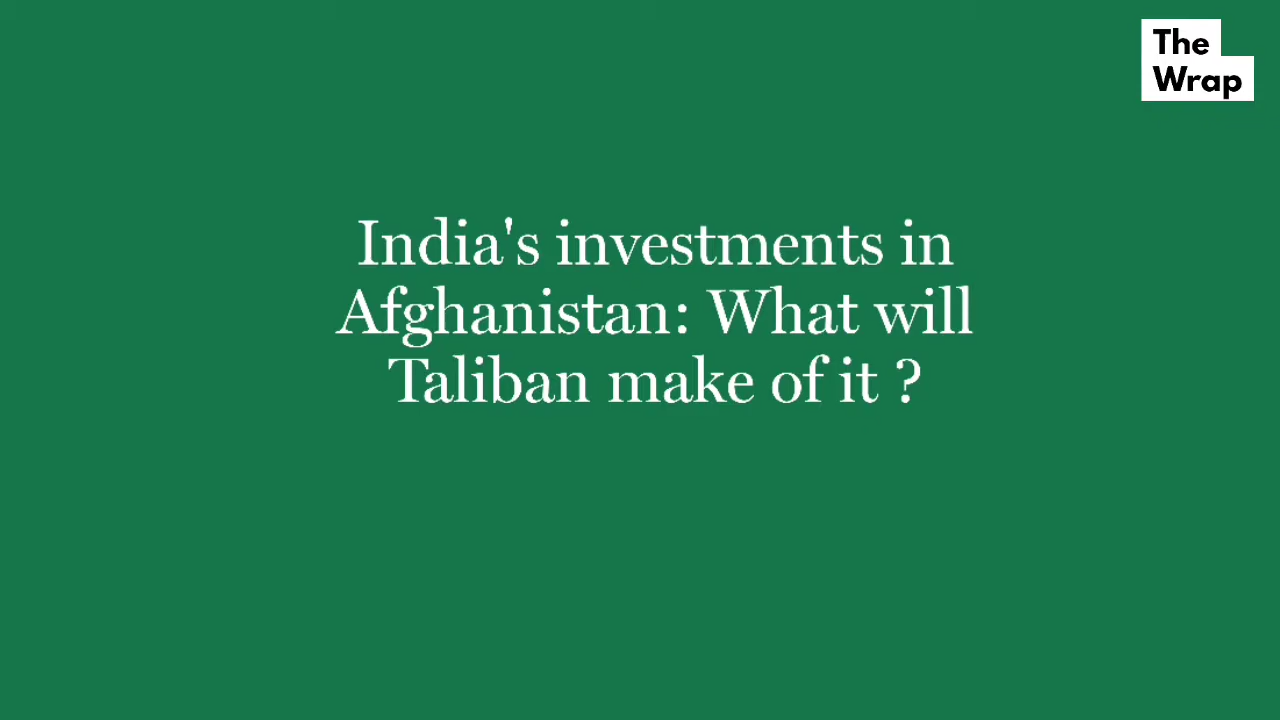 The
Wrap
India's investments in
Afghanistan: What will
Taliban make of it ?